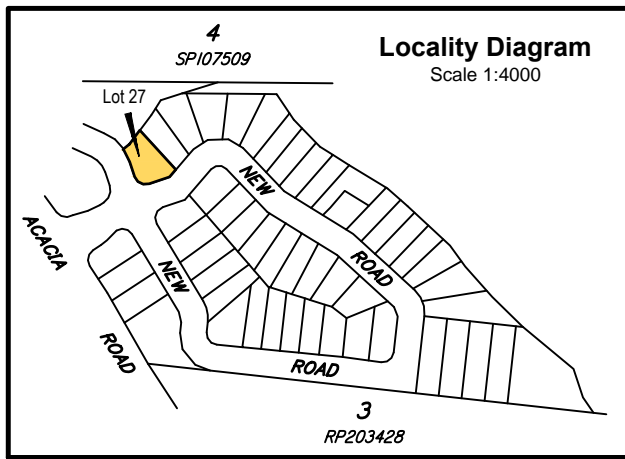 4
SP107509
Locality Diagram
Scale 1:4000
Lot 27
NEW
ROAD
ACACIA
ROAD
NEW
ROAD
3
RP203428